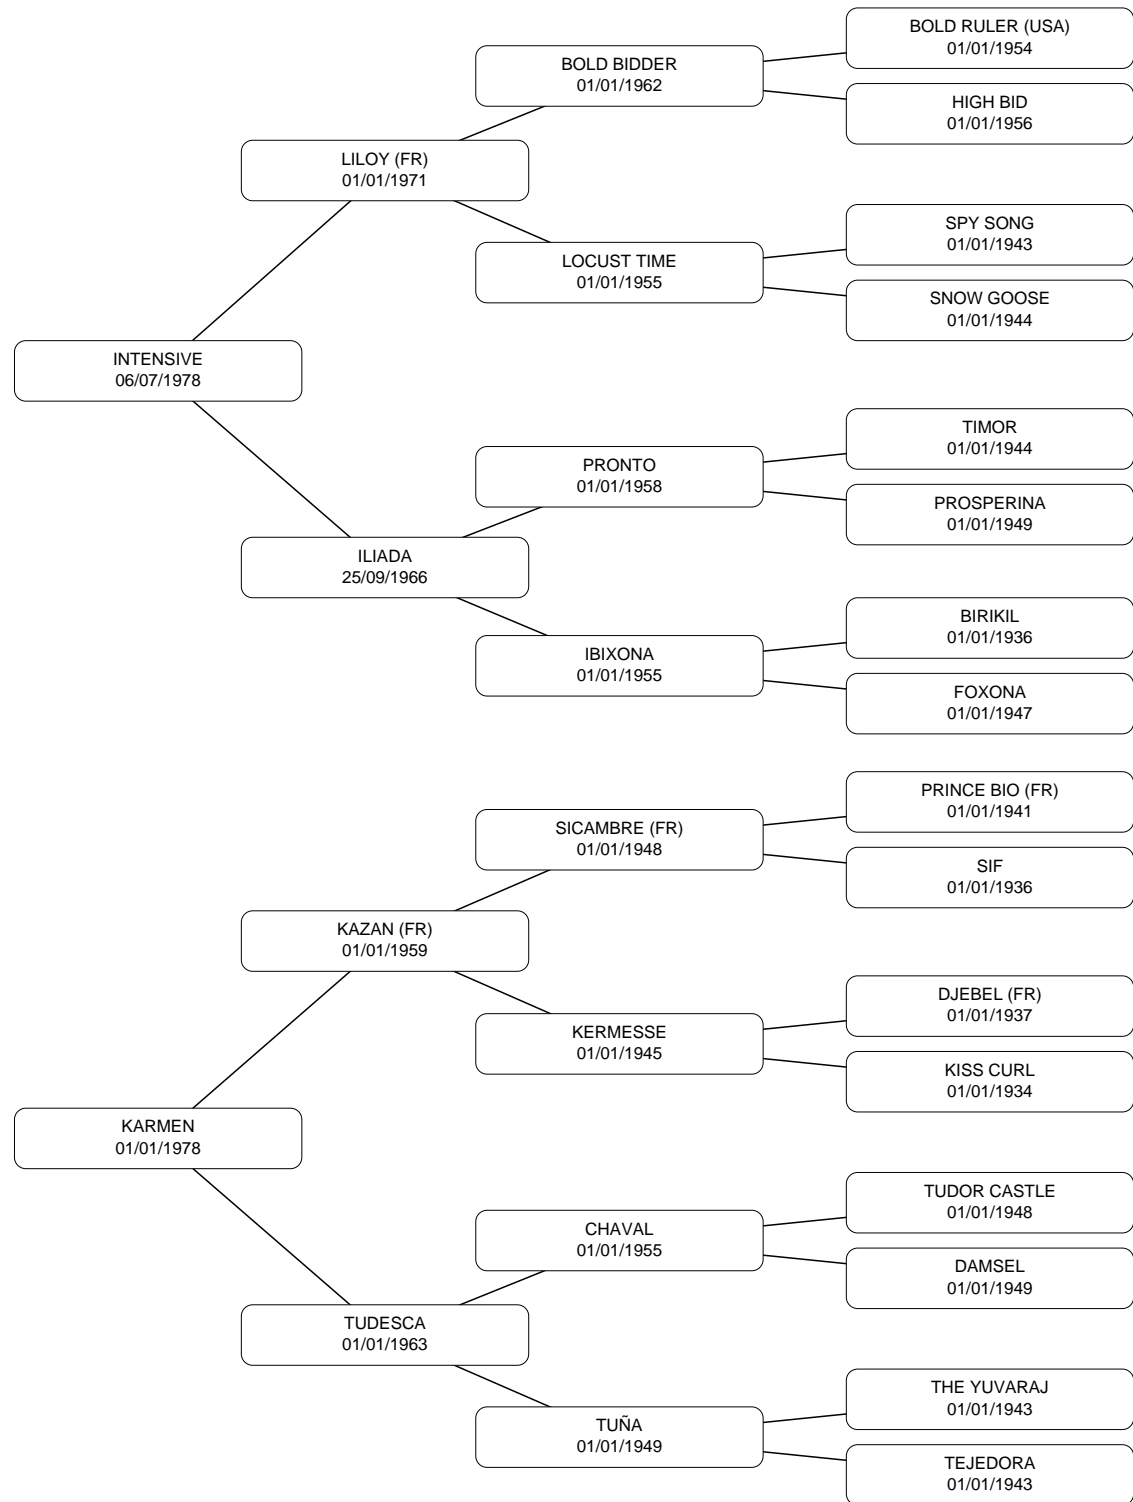 BOLD RULER (USA)
01/01/1954
BOLD BIDDER
01/01/1962
HIGH BID
01/01/1956
LILOY (FR)
01/01/1971
SPY SONG
01/01/1943
LOCUST TIME
01/01/1955
SNOW GOOSE
01/01/1944
INTENSIVE
06/07/1978
TIMOR
01/01/1944
PRONTO
01/01/1958
PROSPERINA
01/01/1949
ILIADA
25/09/1966
BIRIKIL
01/01/1936
IBIXONA
01/01/1955
FOXONA
01/01/1947
PRINCE BIO (FR)
01/01/1941
SICAMBRE (FR)
01/01/1948
SIF
01/01/1936
KAZAN (FR)
01/01/1959
DJEBEL (FR)
01/01/1937
KERMESSE
01/01/1945
KISS CURL
01/01/1934
KARMEN
01/01/1978
TUDOR CASTLE
01/01/1948
CHAVAL
01/01/1955
DAMSEL
01/01/1949
TUDESCA
01/01/1963
THE YUVARAJ
01/01/1943
TUÑA
01/01/1949
TEJEDORA
01/01/1943